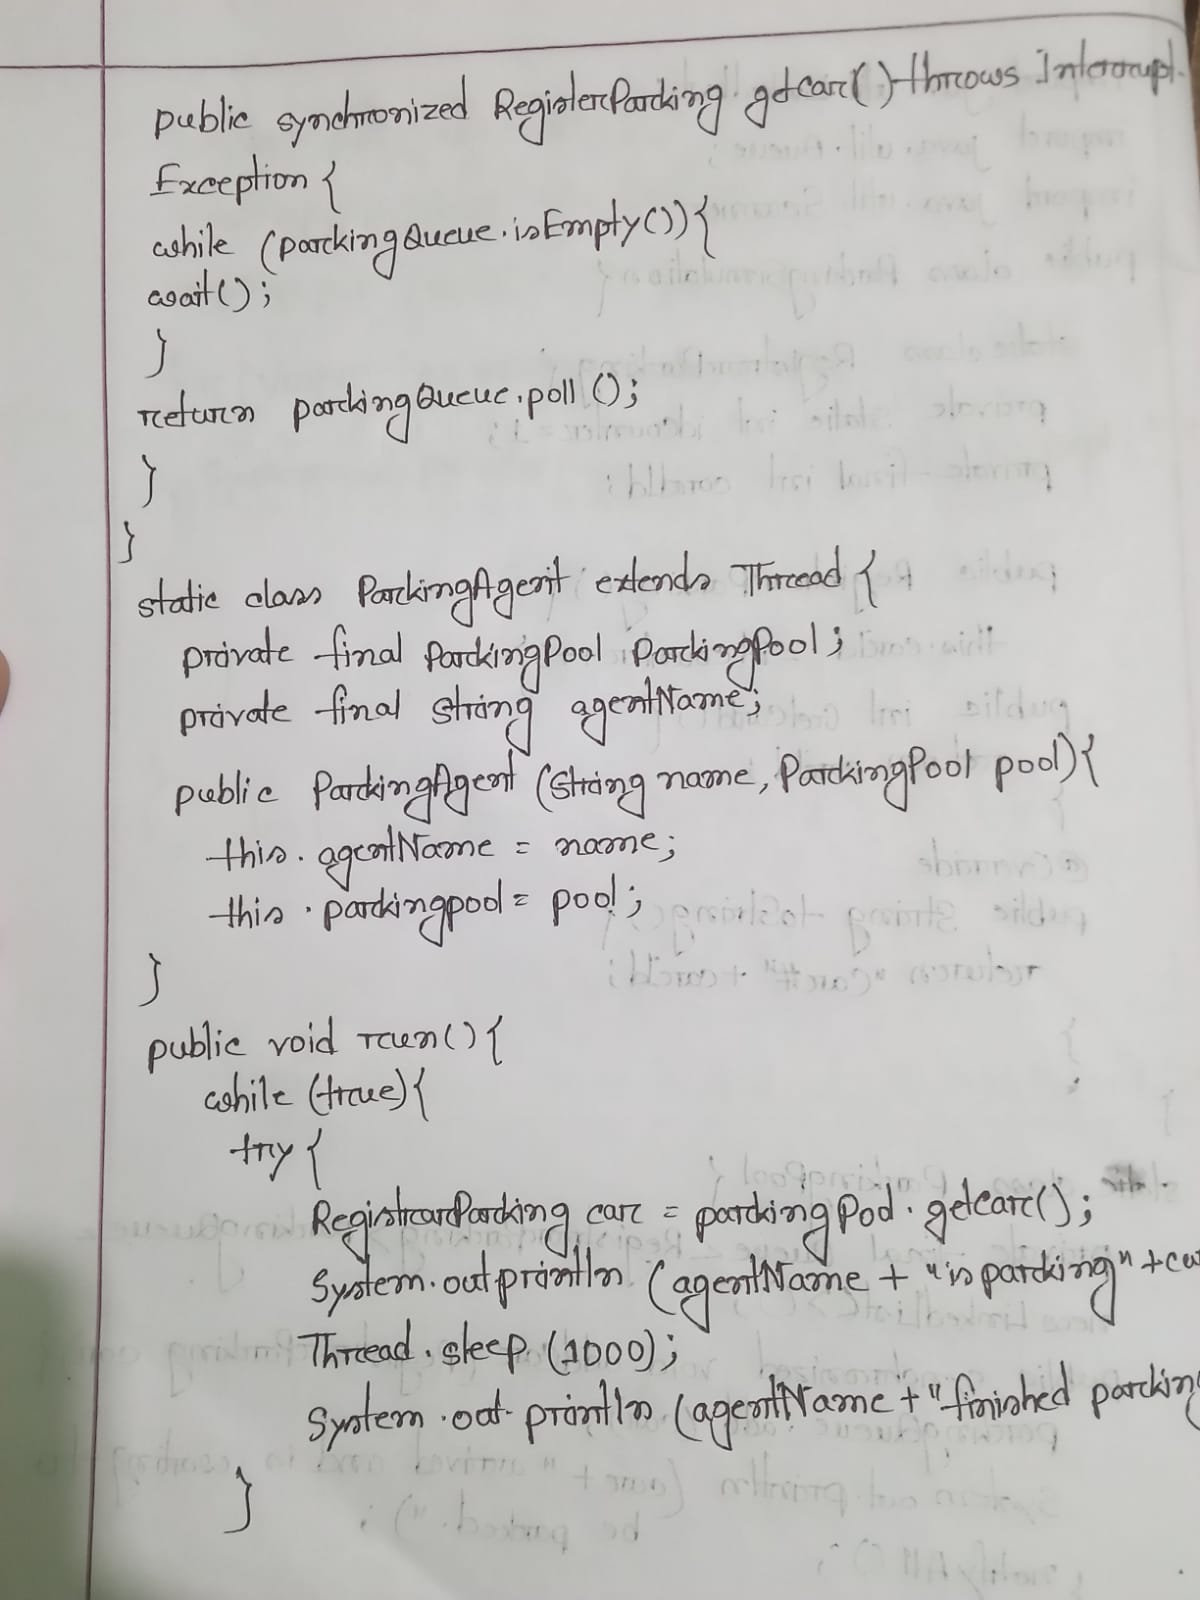 public synchronized RegisterParking getcar() throws Interrupt.
Exception {
while (parkingQueue.isEmpty()){
wait();
}
return parkingQueue.poll();
}
}
static class ParkingAgent extends Thread {
private final ParkingPool ParkingPool;
private final String agentName;
public ParkingAgent (String name, ParkingPool pool){
this.agentName = name;
this.parkingpool = pool;
}
public void run(){
while (true){
try {
RegistrarParking car = parkingPool.getcar();
System.out println (agentName + "is parking" +
Thread.sleep (1000);
System.out.println (agentName + "finished
}